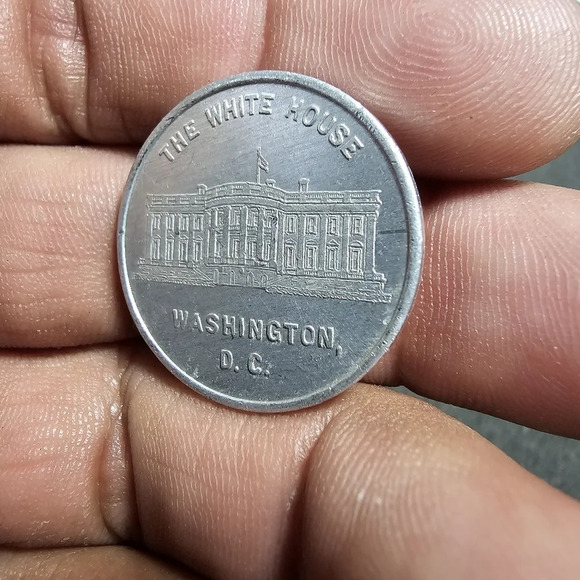 THE WHITE HOUSE
WASHINGTON,
D. C.